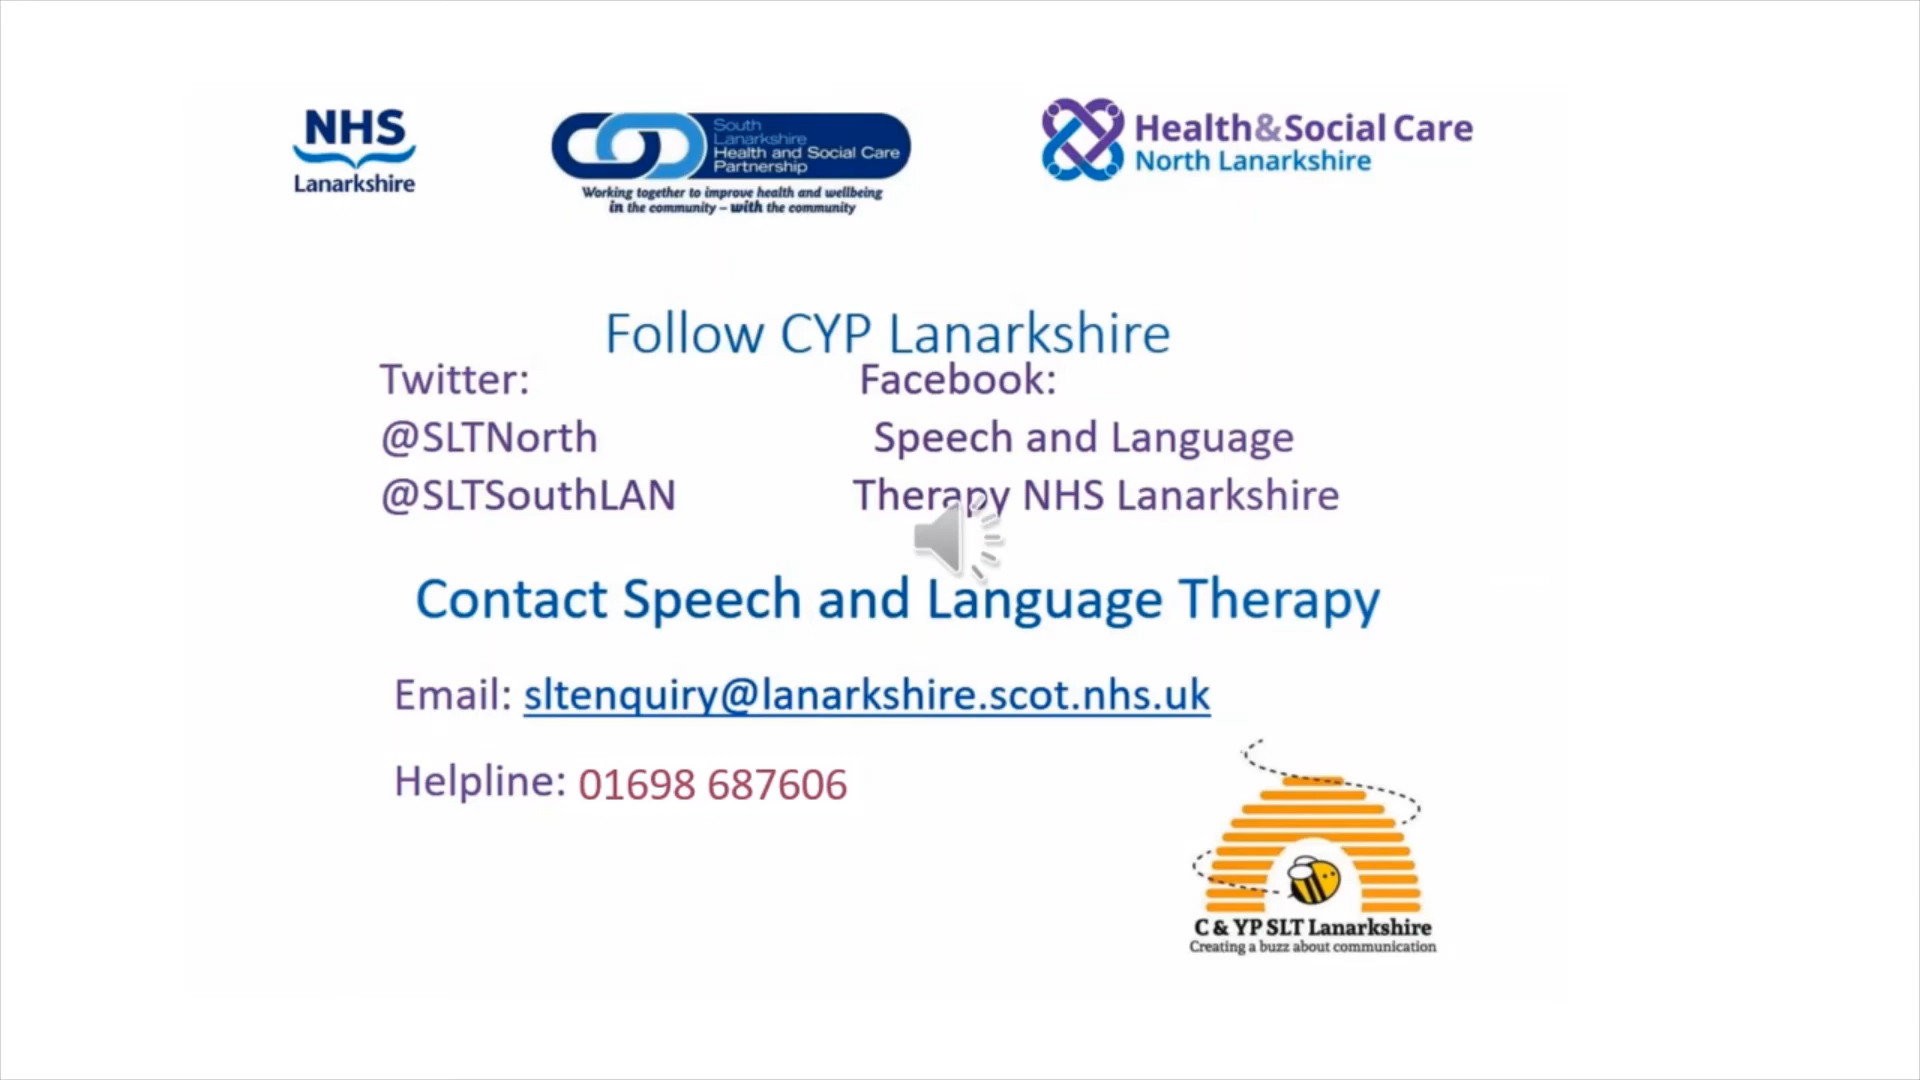 NHS
Lanarkshire
South
Lanarkshire
Health and Social Care
Partnership
Working together to improve health and wellbeing
in the community – with the community
Health&Social Care
North Lanarkshire
Follow CYP Lanarkshire
Twitter:
@SLTNorth
@SLTSouthLAN
Facebook:
Speech and Language
Therapy NHS Lanarkshire
Contact Speech and Language Therapy
Email: sltenquiry@lanarkshire.scot.nhs.uk
Helpline: 01698 687606
C & YP SLT Lanarkshire
Creating a buzz about communication